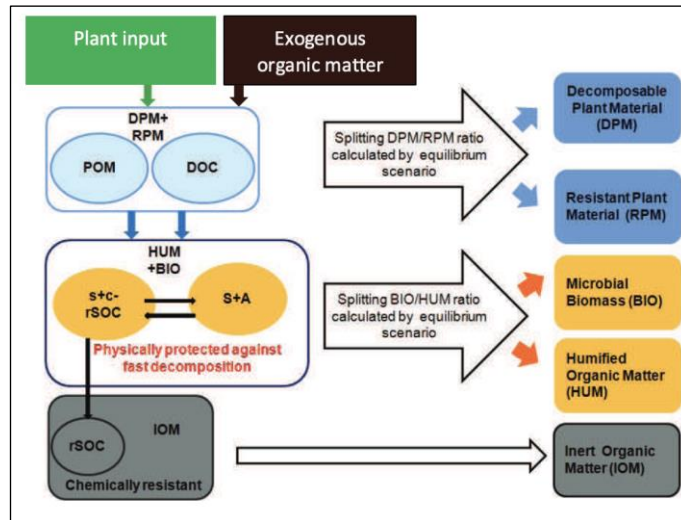 Plant input
Exogenous
organic matter
DPM+
RPM
POM
DOC
Splitting DPM/RPM ratio
calculated by equilibrium
scenario
Decomposable
Plant Material
(DPM)
Resistant Plant
Material (RPM)
HUM
+BIO
s+c-
rSOC
S+A
Physically protected against
fast decomposition
Splitting BIO/HUM ratio
calculated by equilibrium
scenario
Microbial
Biomass (BIO)
Humified
Organic Matter
(HUM)
rSOC
IOM
Chemically resistant
Inert Organic
Matter (IOM)